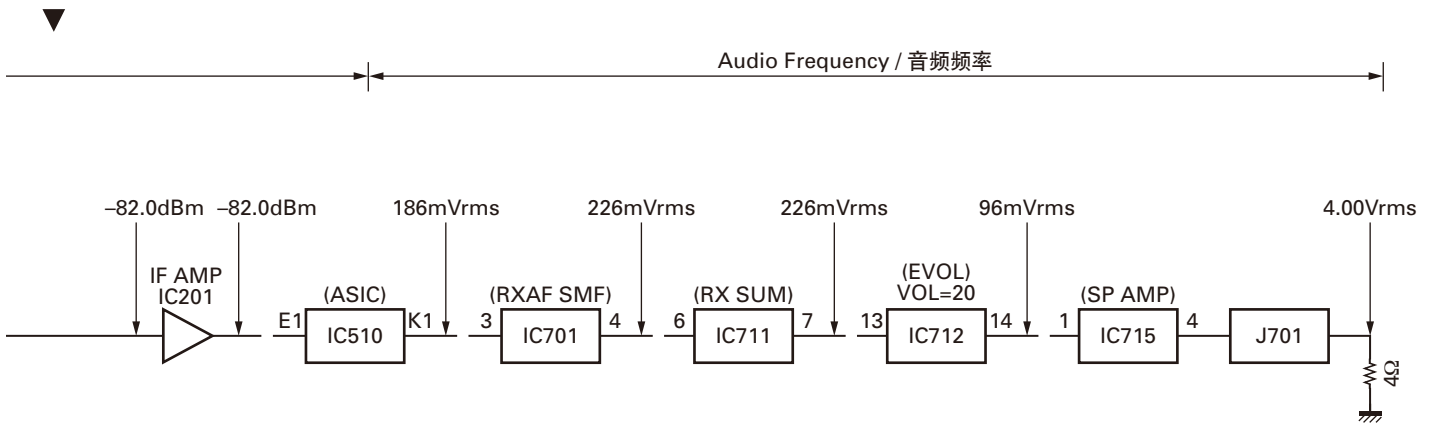 Audio Frequency / 音频频率
–82.0dBm –82.0dBm 186mVrms 226mVrms 226mVrms 96mVrms 4.00Vrms
IF AMP
IC201
(ASIC)
(RXAF SMF)
(RX SUM)
(EVOL)
VOL=20
(SP AMP)
E1 IC510 K1
3 IC701 4
6 IC711 7
13 IC712 14
1 IC715 4
J701
4Ω